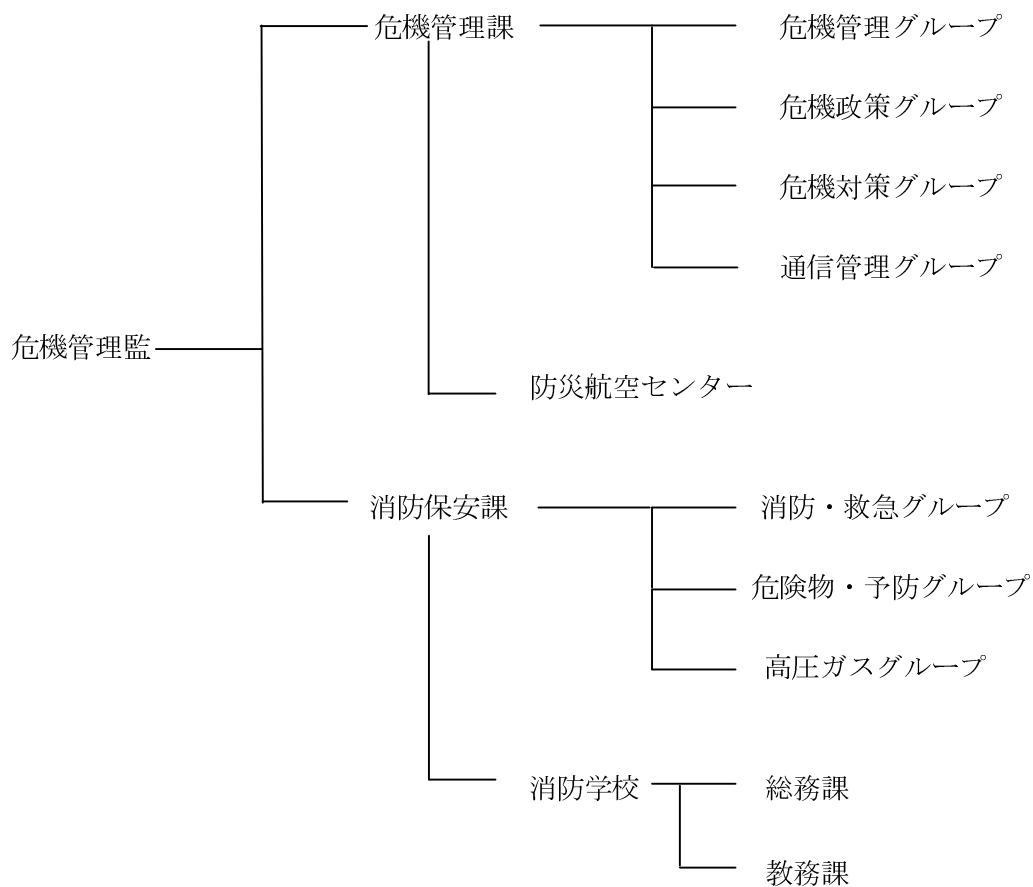 危機管理課
危機管理グループ
危機政策グループ
危機対策グループ
通信管理グループ
危機管理監
防災航空センター
消防保安課
消防・救急グループ
危険物・予防グループ
高圧ガスグループ
消防学校
総務課
教務課